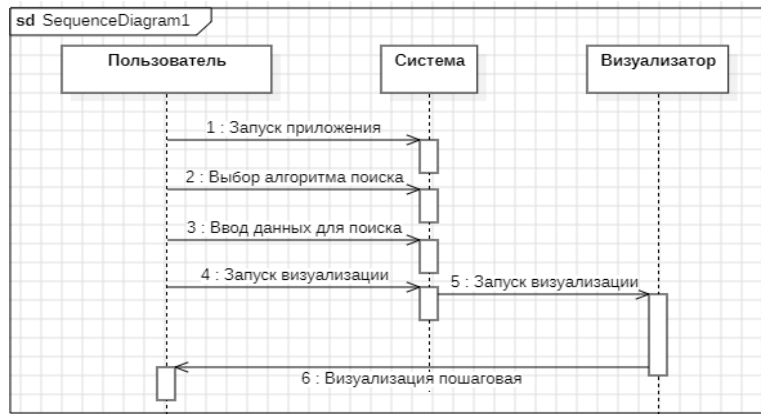 sd SequenceDiagram1
Пользователь
Система
Визуализатор
1 : Запуск приложения
2 : Выбор алгоритма поиска
3 : Ввод данных для поиска
4 : Запуск визуализации
5 : Запуск визуализации
6 : Визуализация пошаговая